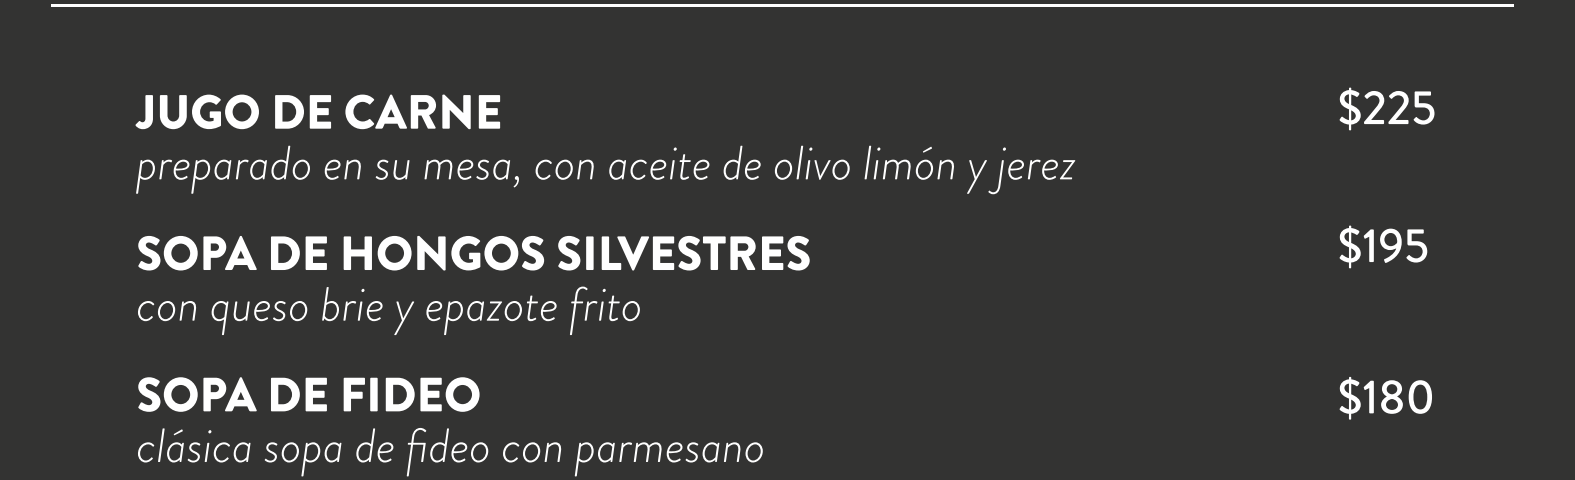 JUGO DE CARNE $225
preparado en su mesa, con aceite de olivo limón y jerez
SOPA DE HONGOS SILVESTRES $195
con queso brie y epazote frito
SOPA DE FIDEO $180
clásica sopa de fideo con parmesano